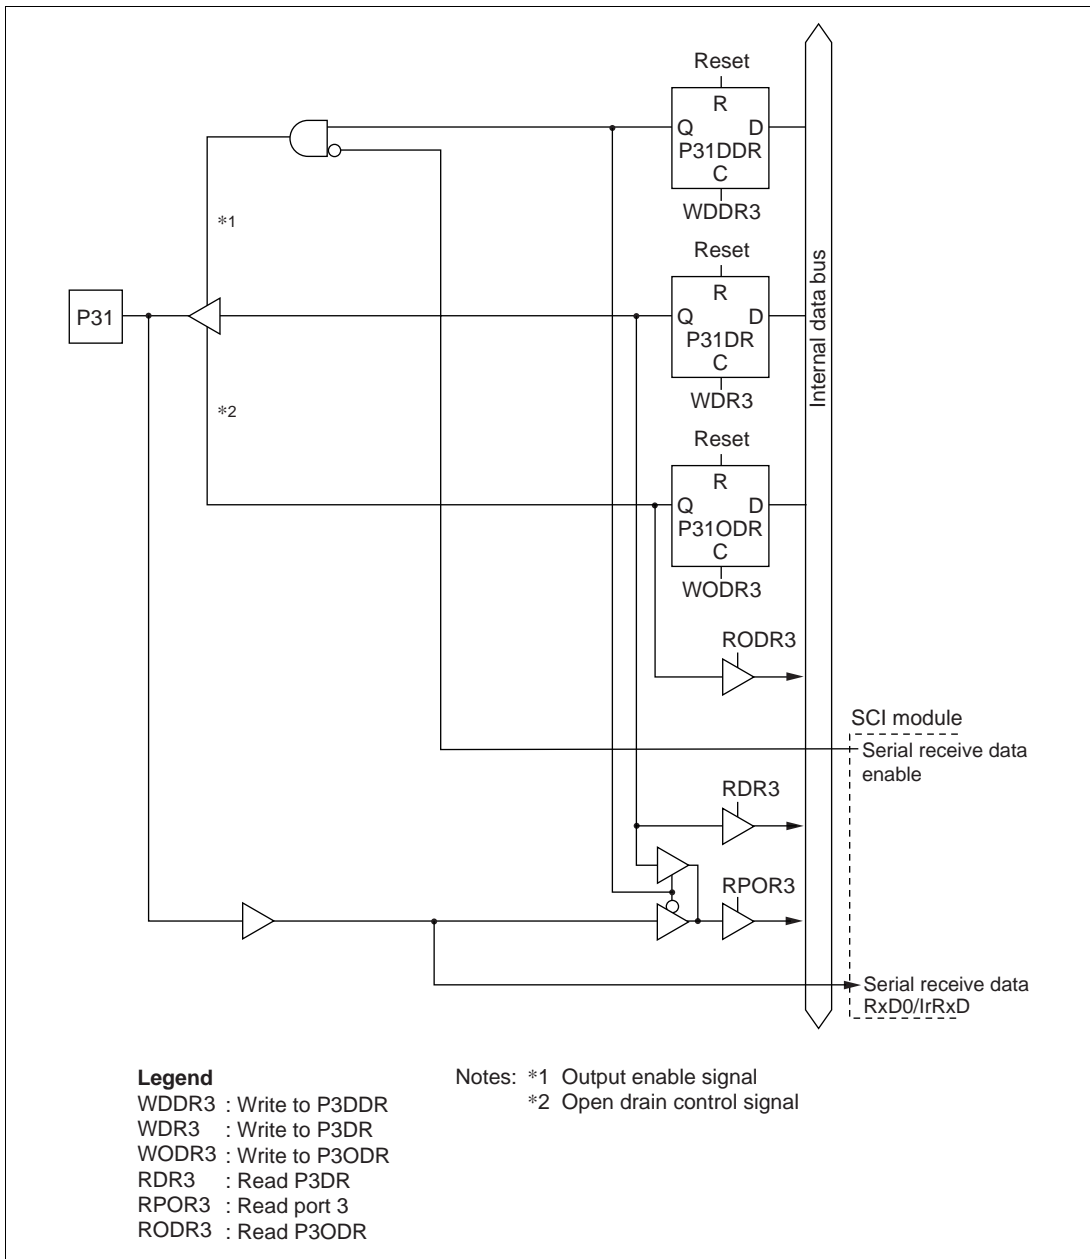 Reset
R
Q D
P31DDR
C
WDDR3
*1
Reset
R
P31
Q D
P31DR
C
WDR3
Internal data bus
*2
Reset
R
Q D
P31ODR
C
WODR3
RODR3
SCI module
Serial receive data
enable
RDR3
RPOR3
Serial receive data
RxD0/IrRxD
Legend
WDDR3 : Write to P3DDR
WDR3 : Write to P3DR
WODR3 : Write to P3ODR
RDR3 : Read P3DR
RPOR3 : Read port 3
RODR3 : Read P3ODR
Notes: *1 Output enable signal
*2 Open drain control signal